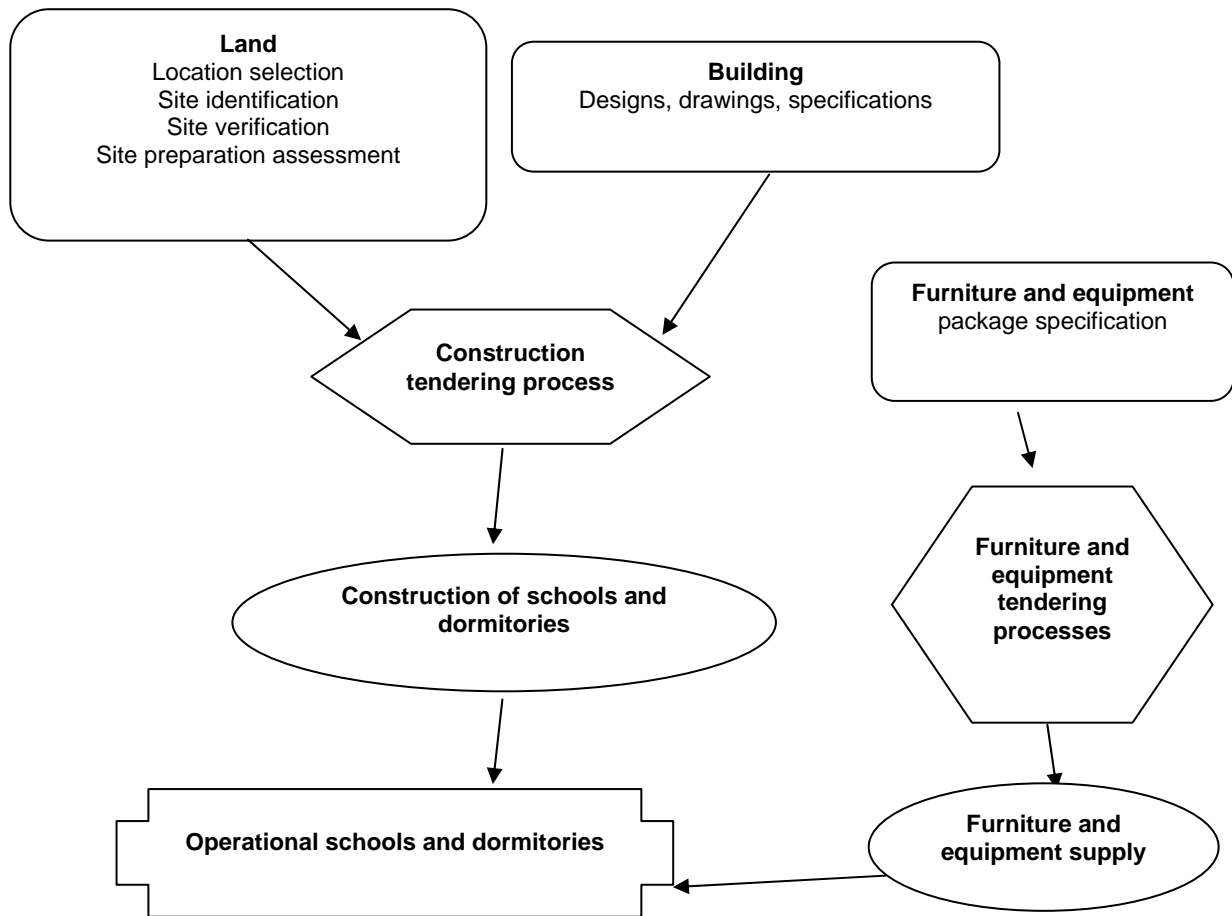 Land
Location selection
Site identification
Site verification
Site preparation assessment
Building
Designs, drawings, specifications
Furniture and equipment
package specification
Construction
tendering process
Furniture and
equipment
tendering
processes
Construction of schools and
dormitories
Operational schools and dormitories
Furniture and
equipment supply